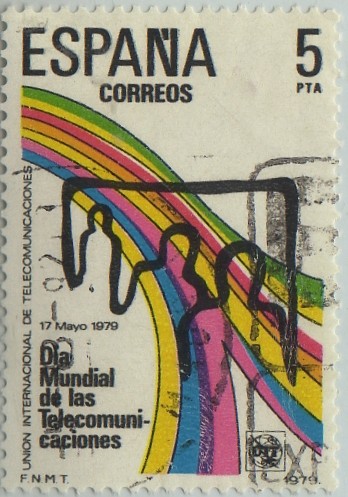 ESPAÑA 5
CORREOS PTA
UNION INTERNACIONAL DE TELECOMUNICACIONES
17 Mayo 1979
Dia
Mundial
de las
Telecomuni-
caciones
F.N.M.T. 1979